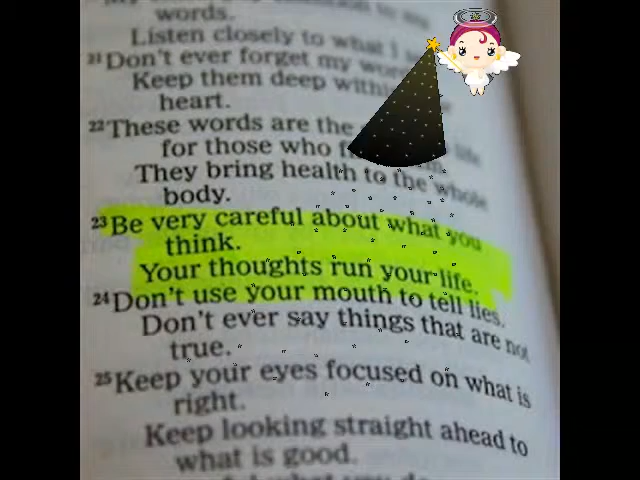 words.
Listen closely to what I
21 Don't ever forget my
Keep them deep within
heart.
22 These words are the life
for those who
They bring health to the whole
body.
23 Be very careful about what you
think.
Your thoughts run your life.
24 Don't use your mouth to tell lies.
Don't ever say things that are not
true.
25 Keep your eyes focused on what is
right.
Keep looking straight ahead to
what is good.